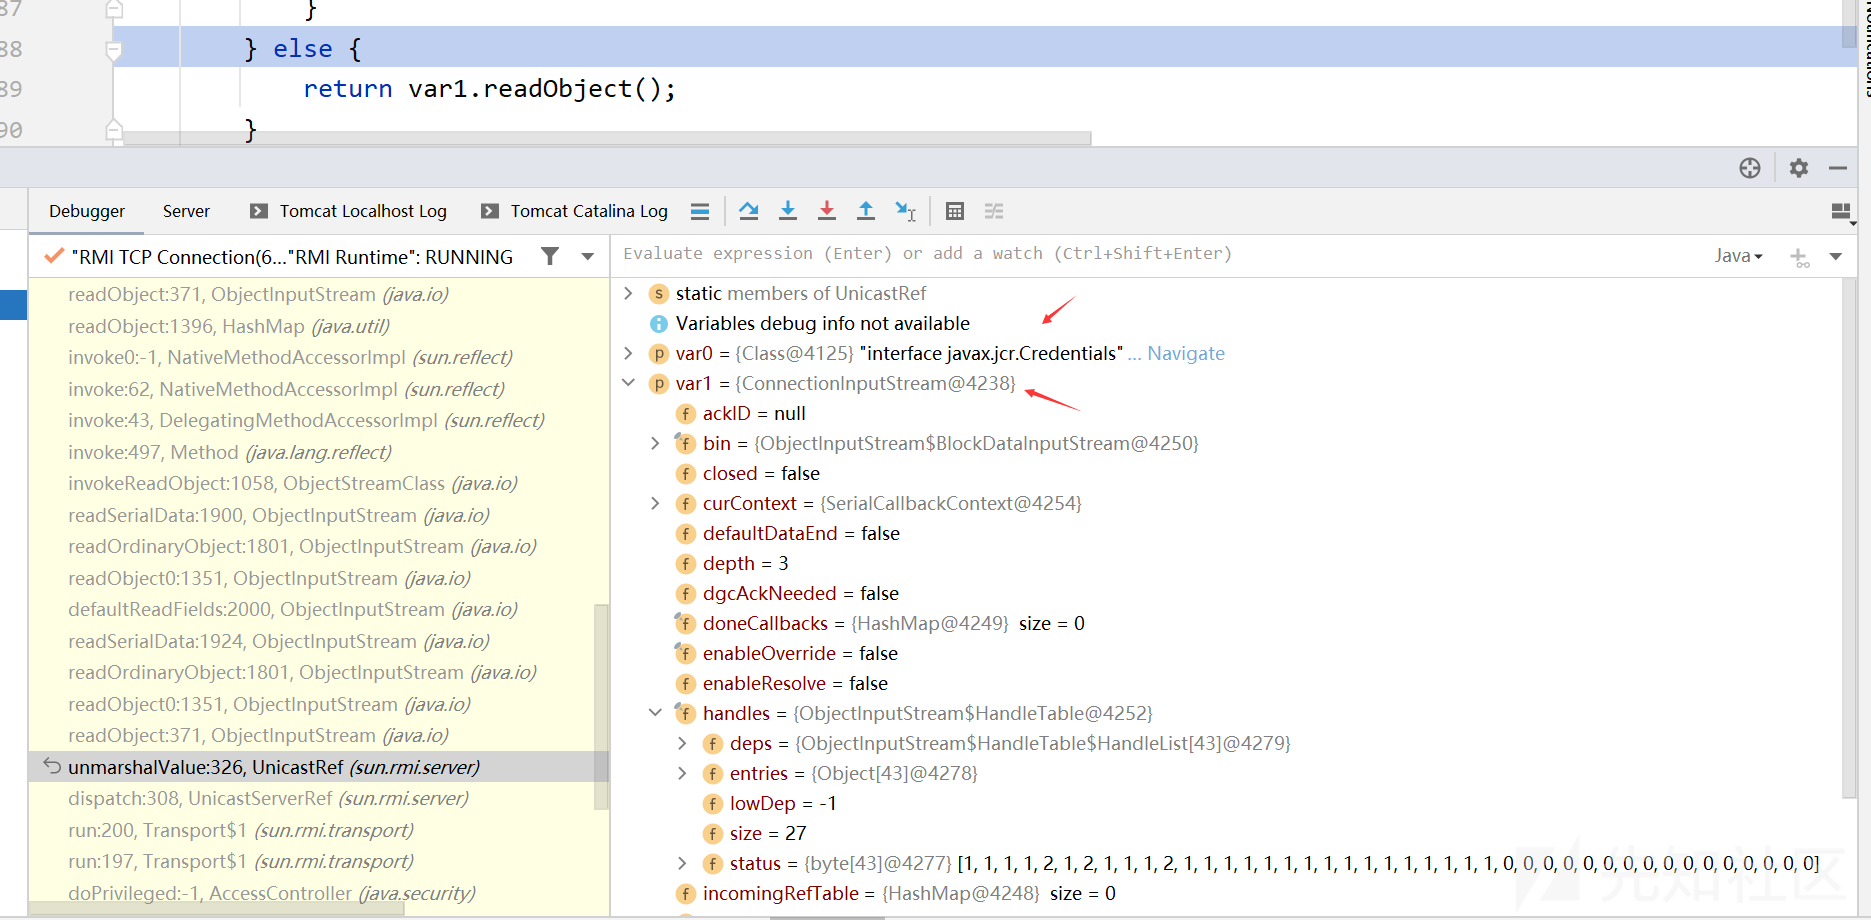 87 }
88 } else {
89 return var1.readObject();
90 }
Debugger Server Tomcat Localhost Log Tomcat Catalina Log
"RMI TCP Connection(6..."RMI Runtime": RUNNING
readObject:371, ObjectInputStream (java.io)
readObject:1396, HashMap (java.util)
invoke0:-1, NativeMethodAccessorImpl (sun.reflect)
invoke:62, NativeMethodAccessorImpl (sun.reflect)
invoke:43, DelegatingMethodAccessorImpl (sun.reflect)
invoke:497, Method (java.lang.reflect)
invokeReadObject:1058, ObjectStreamClass (java.io)
readSerialData:1900, ObjectInputStream (java.io)
readOrdinaryObject:1801, ObjectInputStream (java.io)
readObject0:1351, ObjectInputStream (java.io)
defaultReadFields:2000, ObjectInputStream (java.io)
readSerialData:1924, ObjectInputStream (java.io)
readOrdinaryObject:1801, ObjectInputStream (java.io)
readObject0:1351, ObjectInputStream (java.io)
readObject:371, ObjectInputStream (java.io)
unmarshalValue:326, UnicastRef (sun.rmi.server)
dispatch:308, UnicastServerRef (sun.rmi.server)
run:200, Transport$1 (sun.rmi.transport)
run:197, Transport$1 (sun.rmi.transport)
doPrivileged:-1, AccessController (java.security)
Evaluate expression (Enter) or add a watch (Ctrl+Shift+Enter)
Java
s static members of UnicastRef
i Variables debug info not available
p var0 = {Class@4125} "interface javax.jcr.Credentials" ... Navigate
p var1 = {ConnectionInputStream@4238}
f ackID = null
f bin = {ObjectInputStream$BlockDataInputStream@4250}
f closed = false
f curContext = {SerialCallbackContext@4254}
f defaultDataEnd = false
f depth = 3
f dgcAckNeeded = false
f doneCallbacks = {HashMap@4249} size = 0
f enableOverride = false
f enableResolve = false
f handles = {ObjectInputStream$HandleTable@4252}
f deps = {ObjectInputStream$HandleTable$HandleList[43]@4279}
f entries = {Object[43]@4278}
f lowDep = -1
f size = 27
f status = {byte[43]@4277} [1, 1, 1, 1, 2, 1, 2, 1, 1, 1, 2, 1, 1, 1, 1, 1, 1, 1, 1, 1, 1, 1, 1, 1, 1, 1, 1, 0, 0, 0, 0, 0, 0, 0, 0, 0, 0, 0, 0, 0, 0, 0, 0]
f incomingRefTable = {HashMap@4248} size = 0
Notifications
先知社区